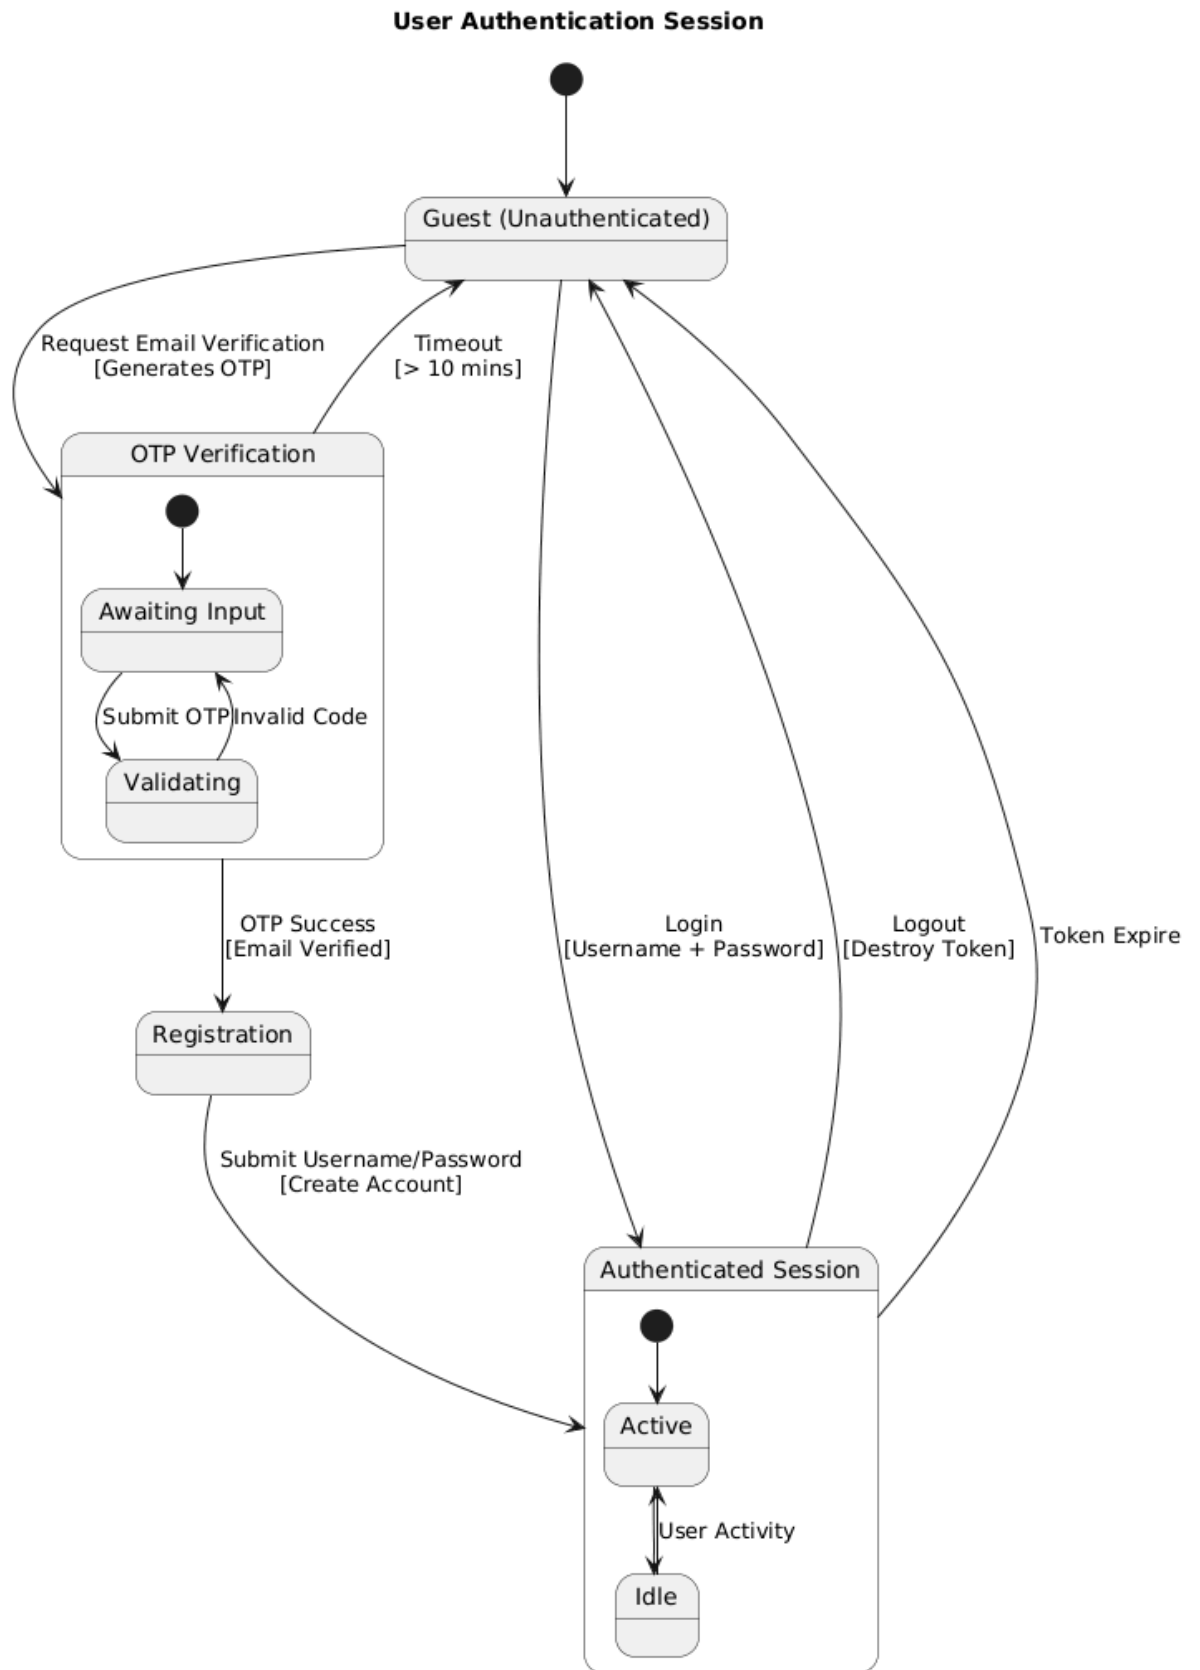 User Authentication Session
Guest (Unauthenticated)
Request Email Verification
[Generates OTP]
Timeout
[> 10 mins]
OTP Verification
Awaiting Input
Submit OTP
Invalid Code
Validating
OTP Success
[Email Verified]
Login
[Username + Password]
Logout
[Destroy Token]
Token Expire
Registration
Submit Username/Password
[Create Account]
Authenticated Session
Active
User Activity
Idle